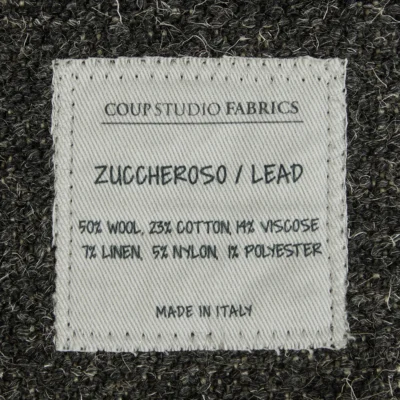 COUP STUDIO FABRICS
ZUCCHEROSO / LEAD
50% WOOL, 23% COTTON, 14% VISCOSE
7% LINEN, 5% NYLON, 1% POLYESTER
MADE IN ITALY